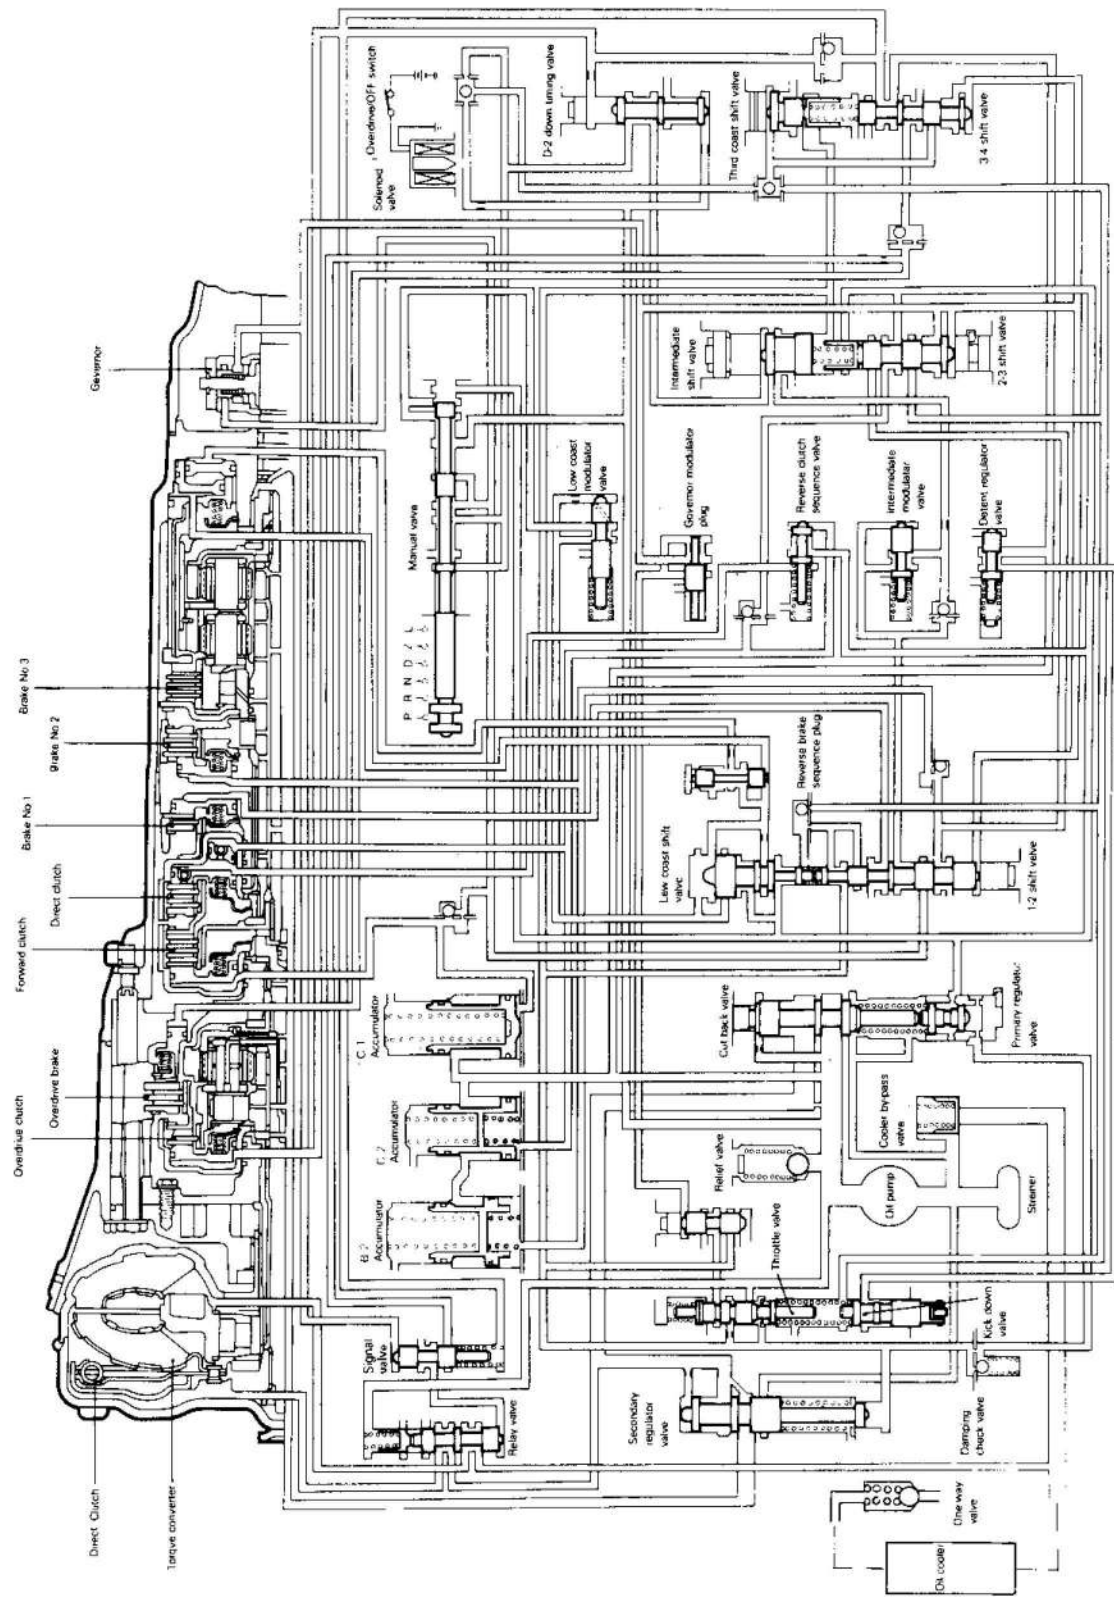 Direct Clutch
Torque converter
Overdrive clutch
Overdrive brake
Forward clutch
Direct clutch
Brake No 1
Brake No 2
Brake No 3
Governor
Signal
valve
Relay valve
B 2
Accumulator
C 2
Accumulator
C 1
Accumulator
P R N D 2 L
Manual valve
Solenoid
valve
Overdrive/OFF switch
D-2 down timing valve
Low coast
modulator
valve
Governor modulator
plug
Reverse clutch
sequence valve
Intermediate
modulatar
valve
Detent regulator
valve
Intermediate
shift valve
2-3 shift valve
Third coast shift valve
3 4 shift valve
Lew coast shift
valve
Reverse brake
sequence plug
1-2 shift valve
Cut back valve
Primary regulator
valve
Relief valve
Cooler by-pass
valve
Oil pump
Strainer
Throttle valve
Kick down
valve
Secondary
regulator
valve
Damping
check valve
One way
valve
Oil cooler